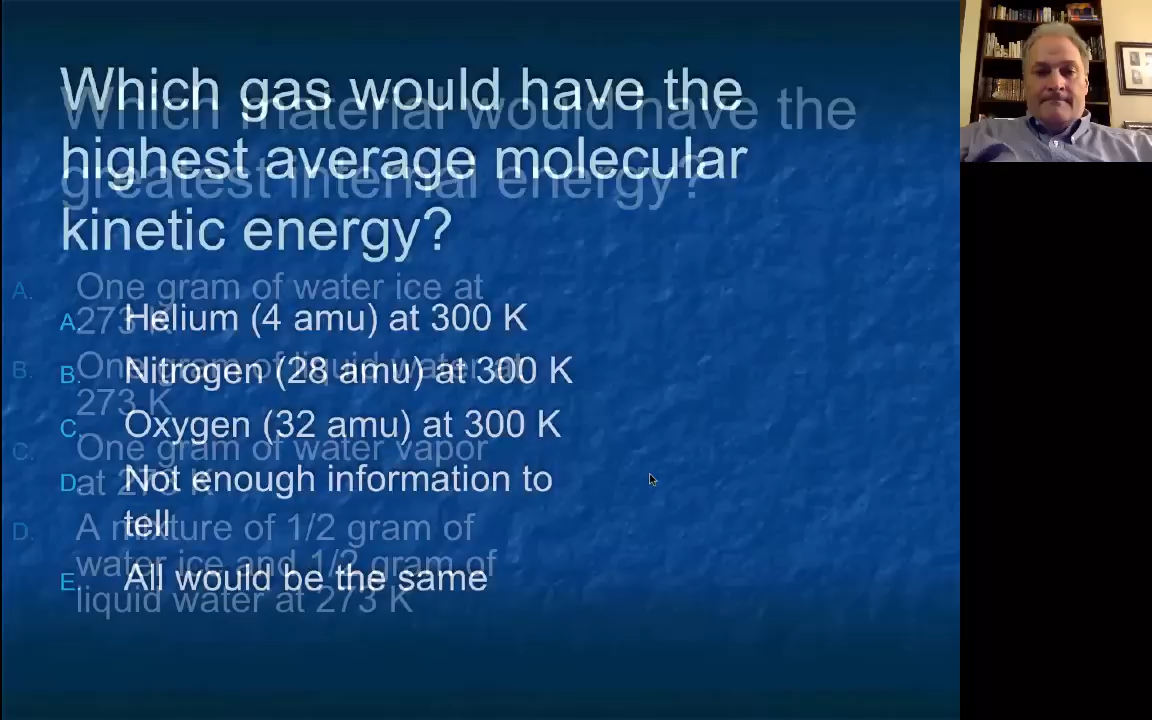 Which gas would have the
highest average molecular
kinetic energy?
A. Helium (4 amu) at 300 K
B. Nitrogen (28 amu) at 300 K
C. Oxygen (32 amu) at 300 K
D. Not enough information to
tell
E. All would be the same
Which material would have the
greatest internal energy?
A. One gram of water ice at
273 K
B. One gram of liquid water at
273 K
C. One gram of water vapor
at 273 K
D. A mixture of 1/2 gram of
water ice and 1/2 gram of
liquid water at 273 K